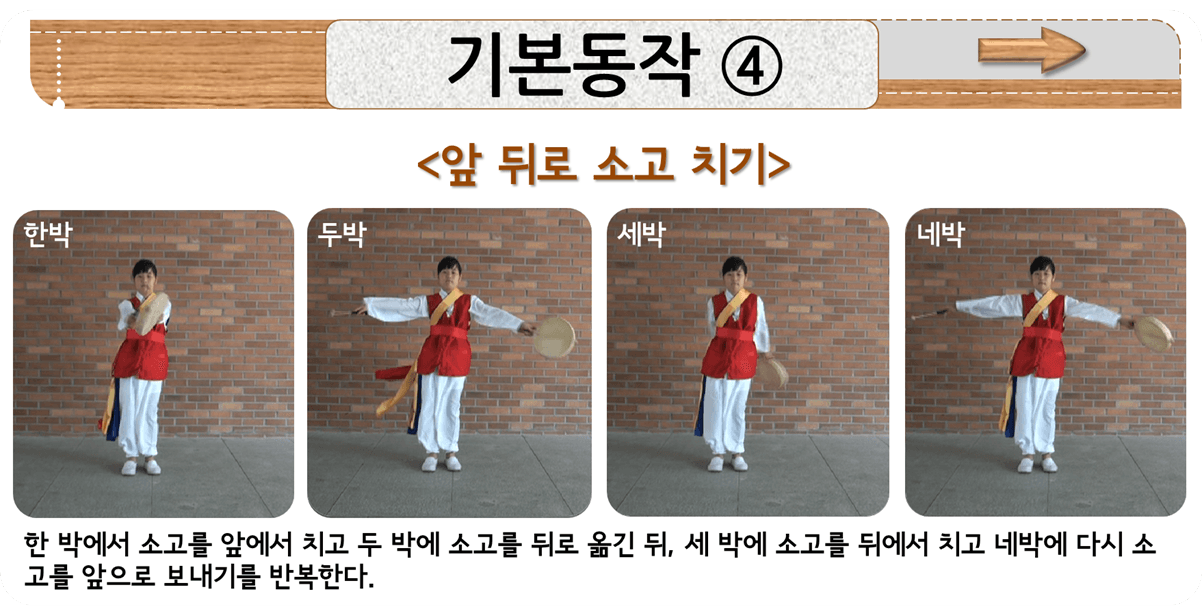 기본동작 ④
<앞 뒤로 소고 치기>
한박
두박
세박
네박
한 박에서 소고를 앞에서 치고 두 박에 소고를 뒤로 옮긴 뒤, 세 박에 소고를 뒤에서 치고 네박에 다시 소
고를 앞으로 보내기를 반복한다.